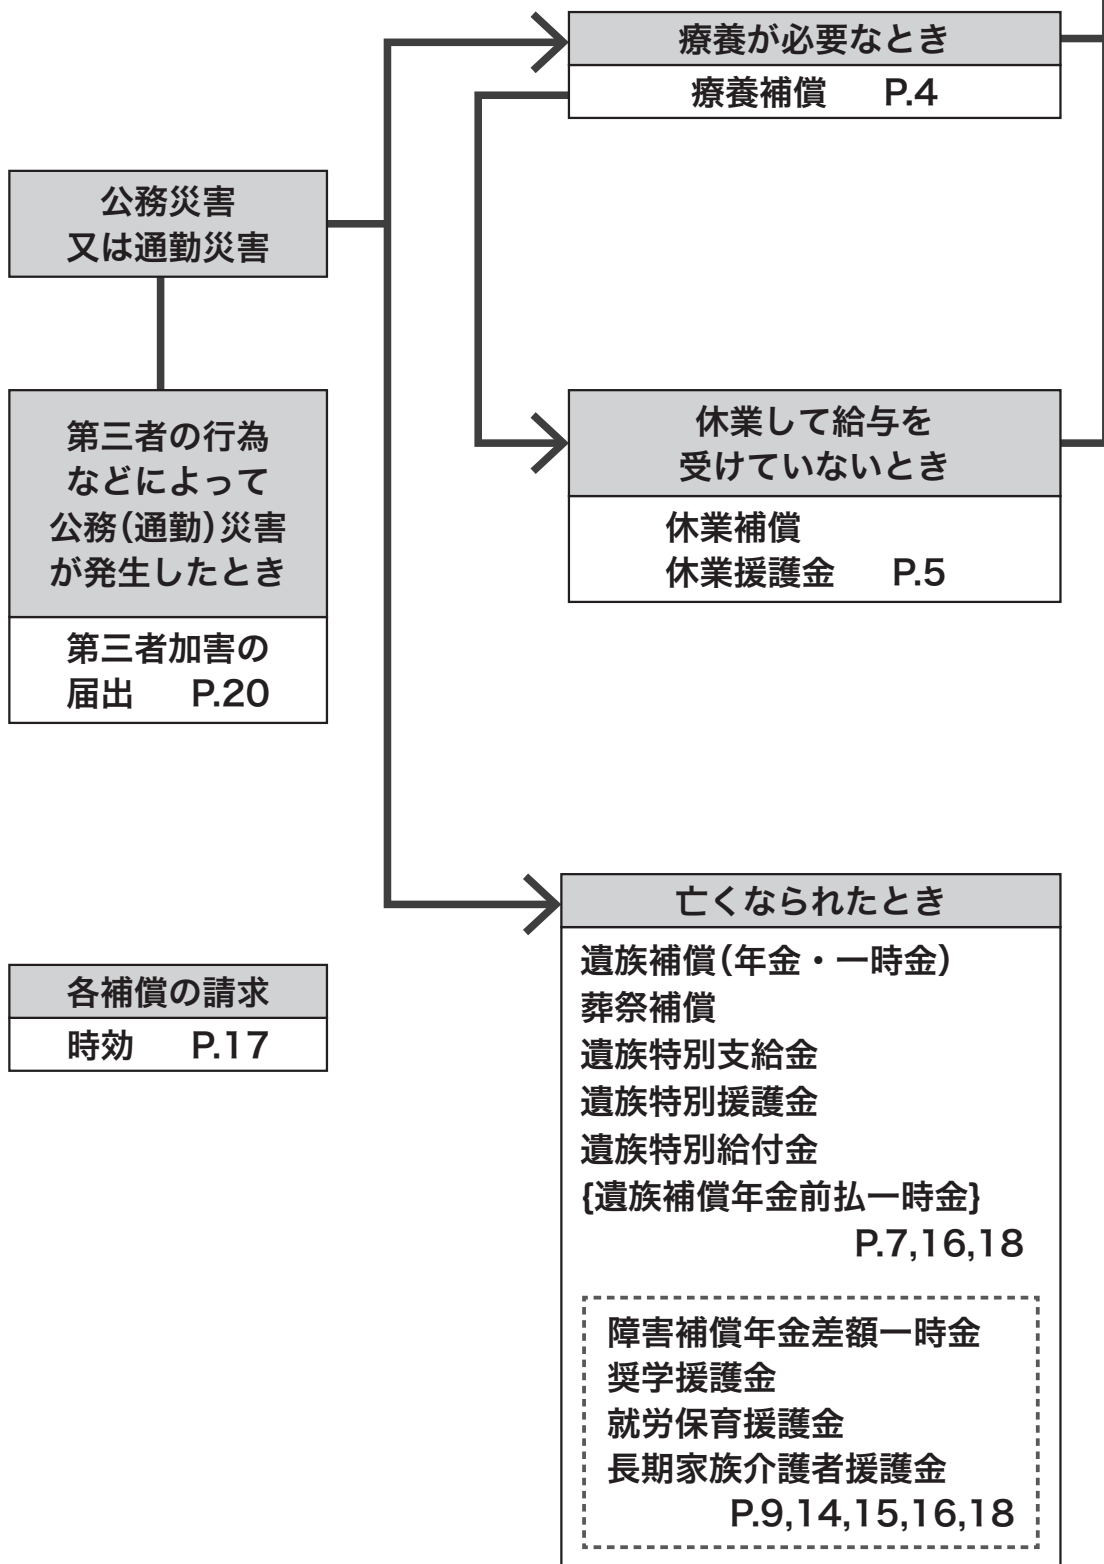 療養が必要なとき
療養補償 P.4
公務災害
又は通勤災害
第三者の行為
などによって
公務(通勤)災害
が発生したとき
第三者加害の
届出 P.20
休業して給与を
受けていないとき
休業補償
休業援護金 P.5
各補償の請求
時効 P.17
亡くなられたとき
遺族補償(年金・一時金)
葬祭補償
遺族特別支給金
遺族特別援護金
遺族特別給付金
{遺族補償年金前払一時金}
P.7,16,18
障害補償年金差額一時金
奨学援護金
就労保育援護金
長期家族介護者援護金
P.9,14,15,16,18